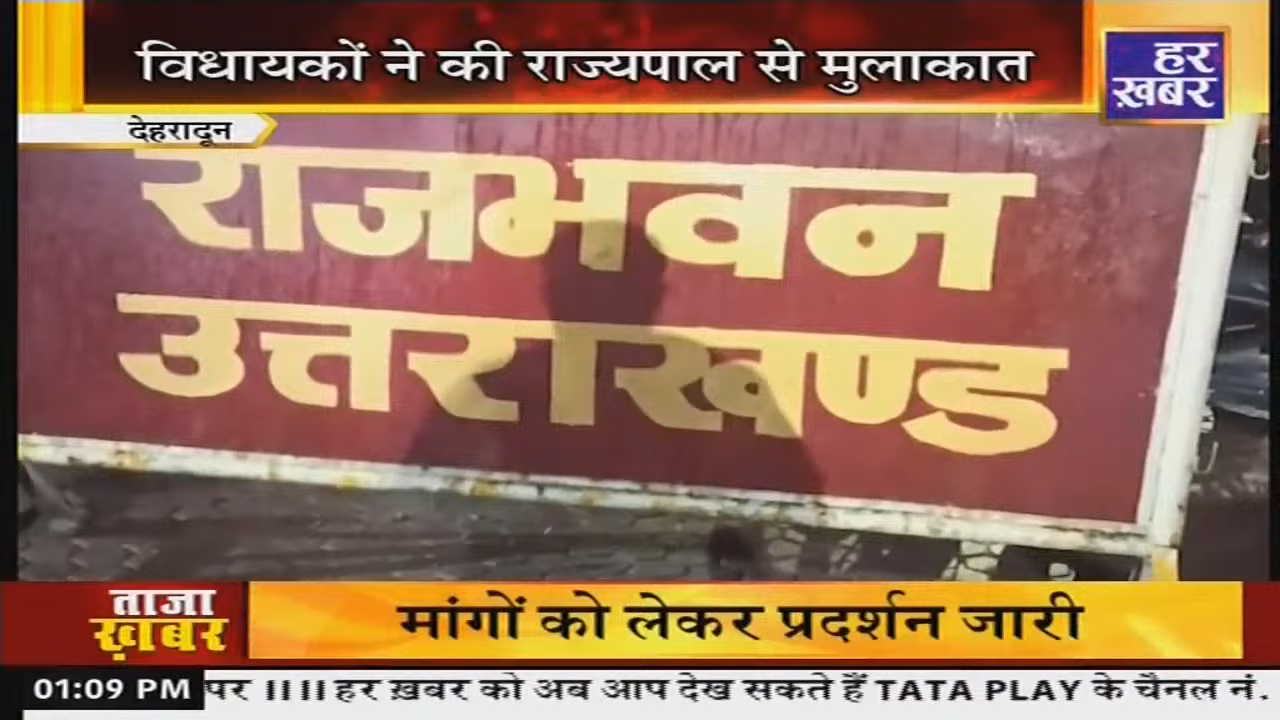 विधायकों ने की राज्यपाल से मुलाकात
हर
ख़बर
देहरादून
राजभवन
उत्तराखण्ड
ताजा
ख़बर
मांगों को लेकर प्रदर्शन जारी
01:09 PM
पर I I I I हर ख़बर को अब आप देख सकते हैं TATA PLAY के चैनल नं.